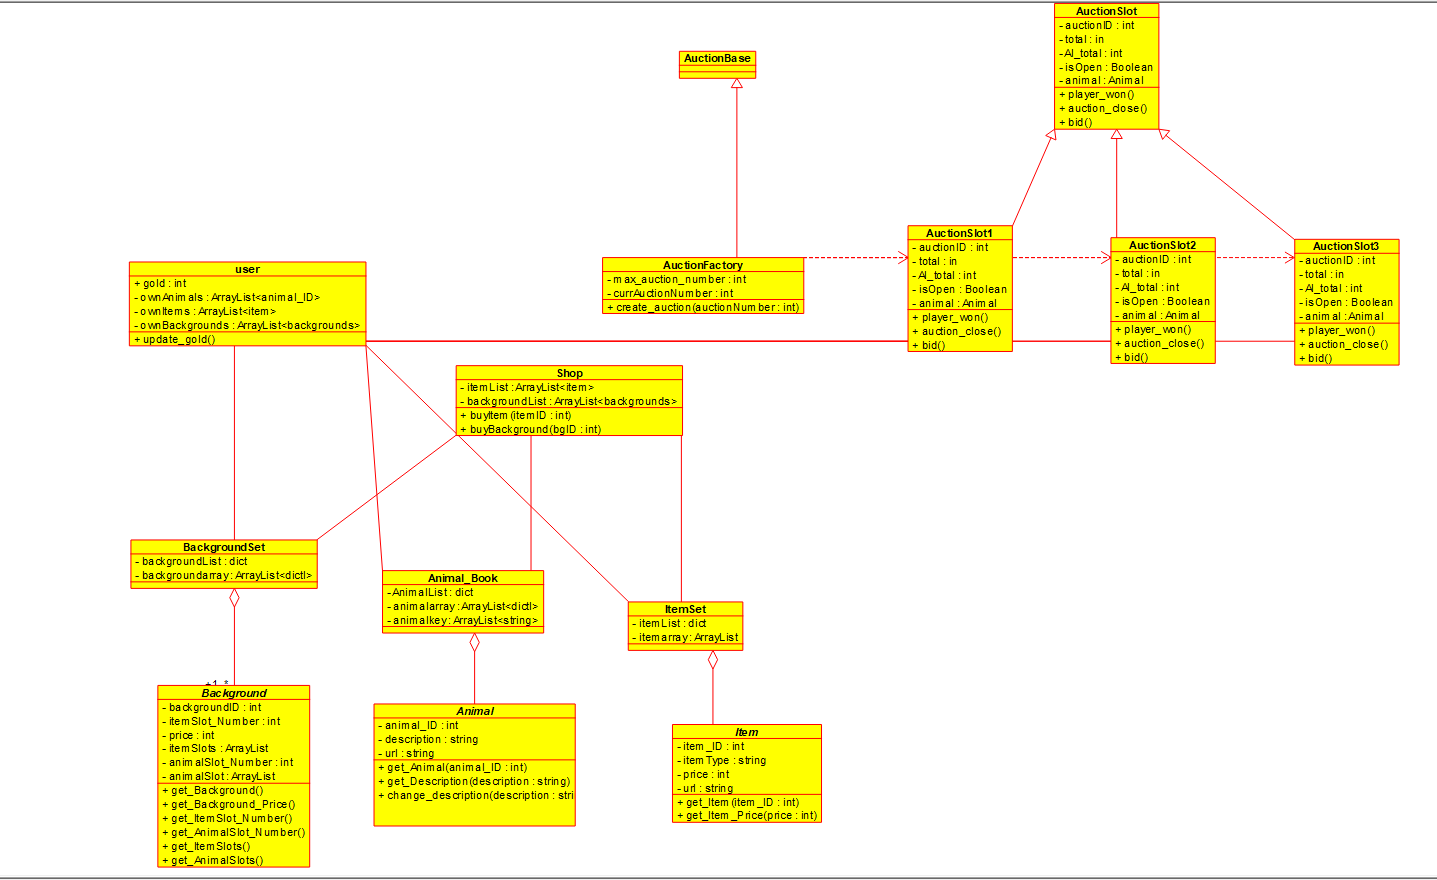 AuctionSlot
- auctionID : int
- total : in
- AI_total : int
- isOpen : Boolean
- animal : Animal
+ player_won()
+ auction_close()
+ bid()
AuctionBase
AuctionFactory
- max_auction_number : int
- currAuctionNumber : int
+ create_auction(auctionNumber : int)
AuctionSlot1
- auctionID : int
- total : in
- AI_total : int
- isOpen : Boolean
- animal : Animal
+ player_won()
+ auction_close()
+ bid()
AuctionSlot2
- auctionID : int
- total : in
- AI_total : int
- isOpen : Boolean
- animal : Animal
+ player_won()
+ auction_close()
+ bid()
AuctionSlot3
- auctionID : int
- total : in
- AI_total : int
- isOpen : Boolean
- animal : Animal
+ player_won()
+ auction_close()
+ bid()
user
+ gold : int
- ownAnimals : ArrayList<animal_ID>
- ownItems : ArrayList<item>
- ownBackgrounds : ArrayList<backgrounds>
+ update_gold()
Shop
- itemList : ArrayList<item>
- backgroundList : ArrayList<backgrounds>
+ buyItem(itemID : int)
+ buyBackground(bgID : int)
BackgroundSet
- backgroundList : dict
- backgroundarray : ArrayList<dictI>
Animal_Book
- AnimalList : dict
- animalarray : ArrayList<dictI>
- animalkey : ArrayList<string>
ItemSet
- itemList : dict
- itemarray : ArrayList
+1..*
Background
- backgroundID : int
- itemSlot_Number : int
- price : int
- itemSlots : ArrayList
- animalSlot_Number : int
- animalSlot : ArrayList
+ get_Background()
+ get_Background_Price()
+ get_ItemSlot_Number()
+ get_AnimalSlot_Number()
+ get_ItemSlots()
+ get_AnimalSlots()
Animal
- animal_ID : int
- description : string
- url : string
+ get_Animal(animal_ID : int)
+ get_Description(description : string)
+ change_description(description : stri
Item
- item_ID : int
- itemType : string
- price : int
- url : string
+ get_Item(item_ID : int)
+ get_Item_Price(price : int)